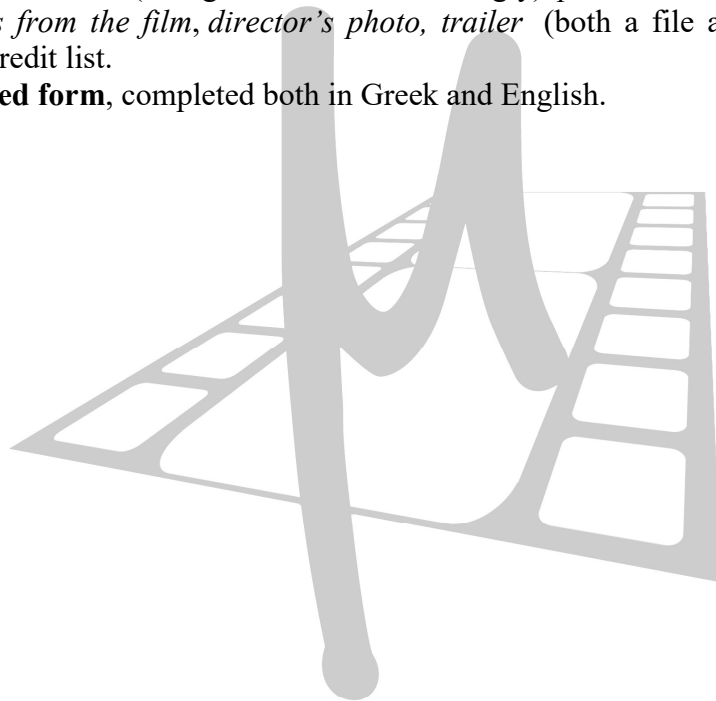 s from the film, director’s photo, trailer (both a file a
redit list.
ed form, completed both in Greek and English.
μ